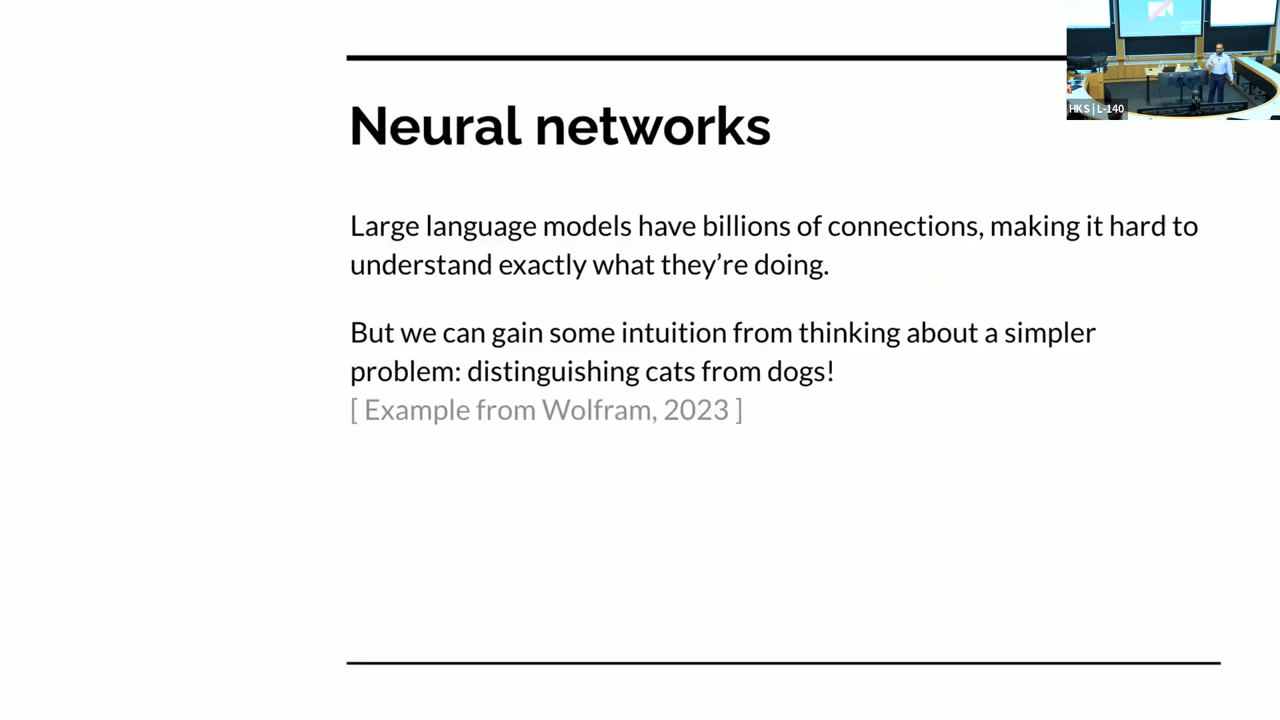 HKS | L-140
Neural networks
Large language models have billions of connections, making it hard to
understand exactly what they’re doing.
But we can gain some intuition from thinking about a simpler
problem: distinguishing cats from dogs!
[ Example from Wolfram, 2023 ]